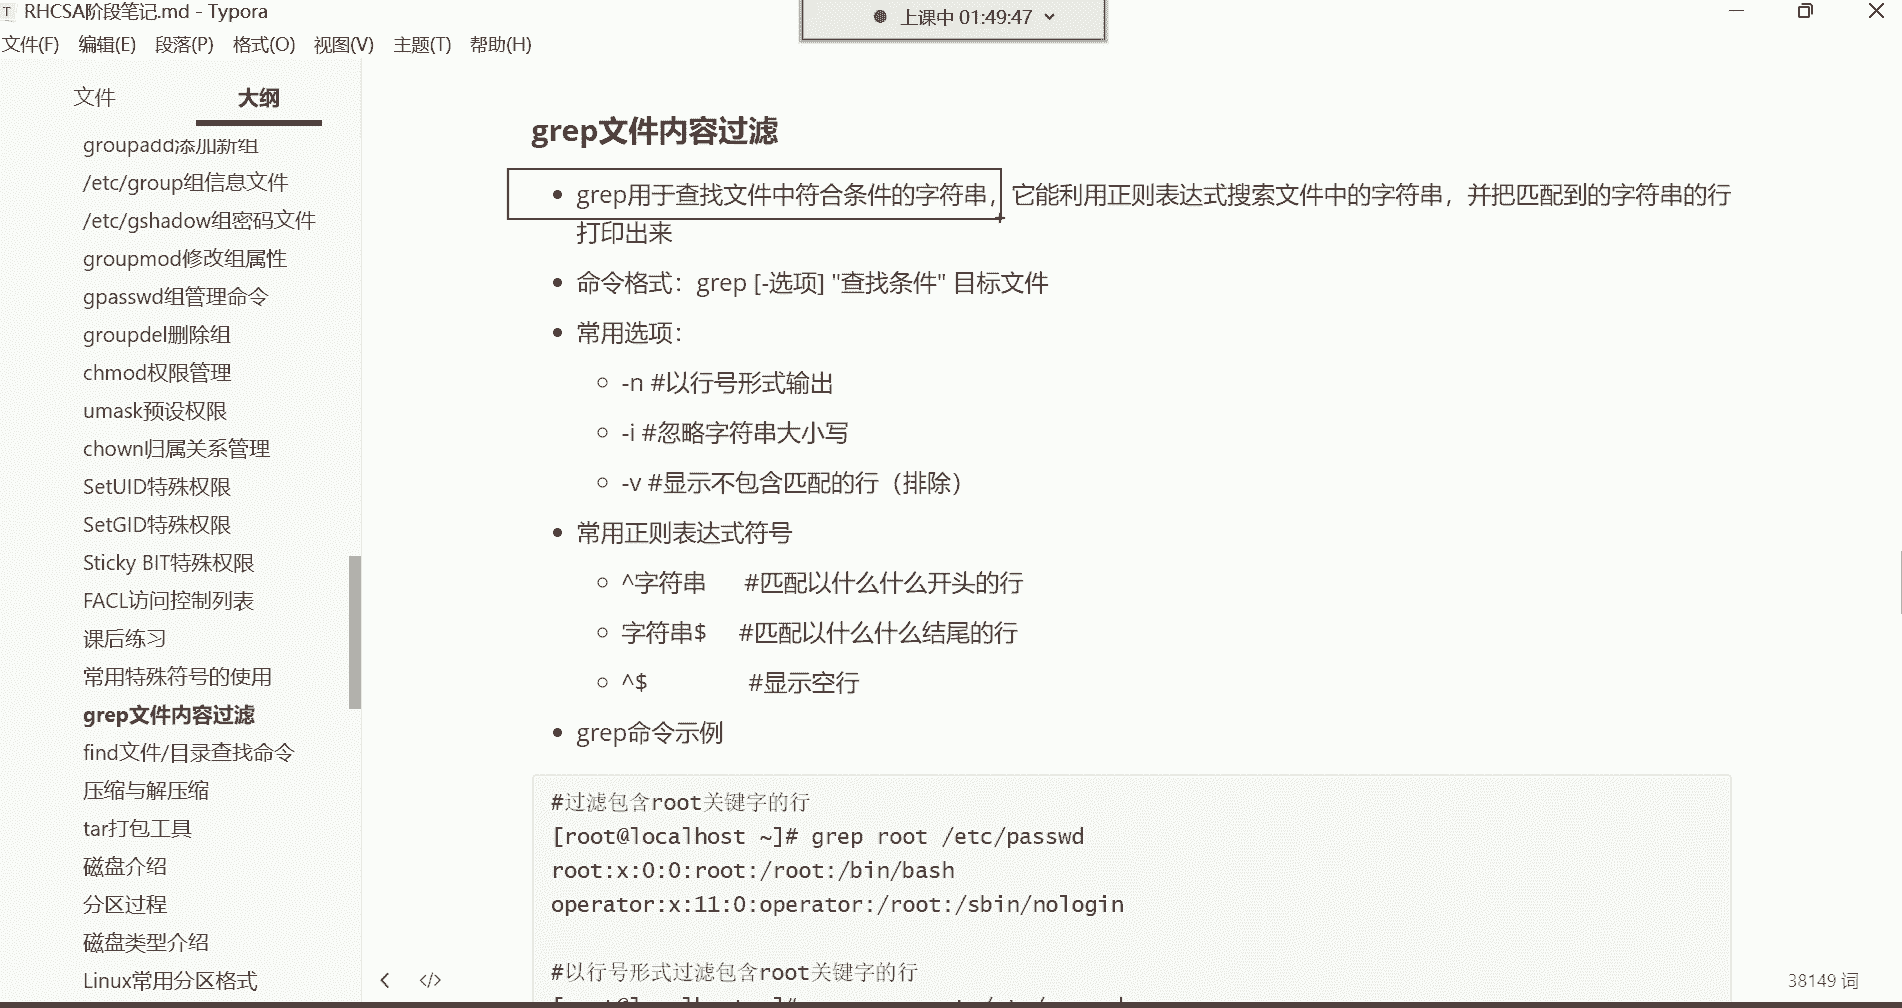 RHCSA阶段笔记.md - Typora
上课中 01:49:47
文件(F) 编辑(E) 段落(P) 格式(O) 视图(V) 主题(T) 帮助(H)
文件 大纲
groupadd添加新组
/etc/group组信息文件
/etc/gshadow组密码文件
groupmod修改组属性
gpasswd组管理命令
groupdel删除组
chmod权限管理
umask预设权限
chown归属关系管理
SetUID特殊权限
SetGID特殊权限
Sticky BIT特殊权限
FACL访问控制列表
课后练习
常用特殊符号的使用
grep文件内容过滤
find文件/目录查找命令
压缩与解压缩
tar打包工具
磁盘介绍
分区过程
磁盘类型介绍
Linux常用分区格式
grep文件内容过滤
grep用于查找文件中符合条件的字符串，它能利用正则表达式搜索文件中的字符串，并把匹配到的字符串的行
打印出来
命令格式：grep [-选项] "查找条件" 目标文件
常用选项：
-n #以行号形式输出
-i #忽略字符串大小写
-v #显示不包含匹配的行（排除）
常用正则表达式符号
^字符串 #匹配以什么什么开头的行
字符串$ #匹配以什么什么结尾的行
^$ #显示空行
grep命令示例
#过滤包含root关键字的行
[root@localhost ~]# grep root /etc/passwd
root:x:0:0:root:/root:/bin/bash
operator:x:11:0:operator:/root:/sbin/nologin
#以行号形式过滤包含root关键字的行
38149 词